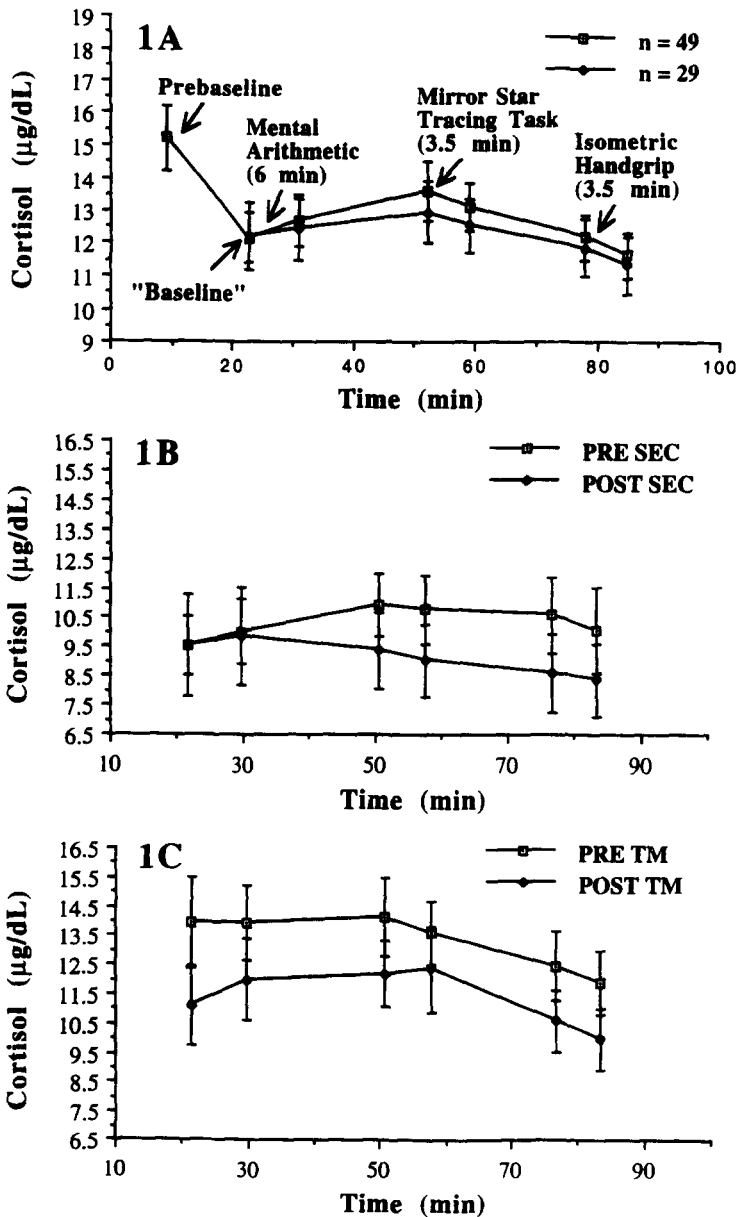 1A
n = 49
n = 29
Prebaseline
Mental
Arithmetic
(6 min)
Mirror Star
Tracing Task
(3.5 min)
Isometric
Handgrip
(3.5 min)
"Baseline"
Cortisol (µg/dL)
19
18
17
16
15
14
13
12
11
10
9
0 20 40 60 80 100
Time (min)
1B
PRE SEC
POST SEC
Cortisol (µg/dL)
16.5
15.5
14.5
13.5
12.5
11.5
10.5
9.5
8.5
7.5
6.5
10 30 50 70 90
Time (min)
1C
PRE TM
POST TM
Cortisol (µg/dL)
16.5
15.5
14.5
13.5
12.5
11.5
10.5
9.5
8.5
7.5
6.5
10 30 50 70 90
Time (min)